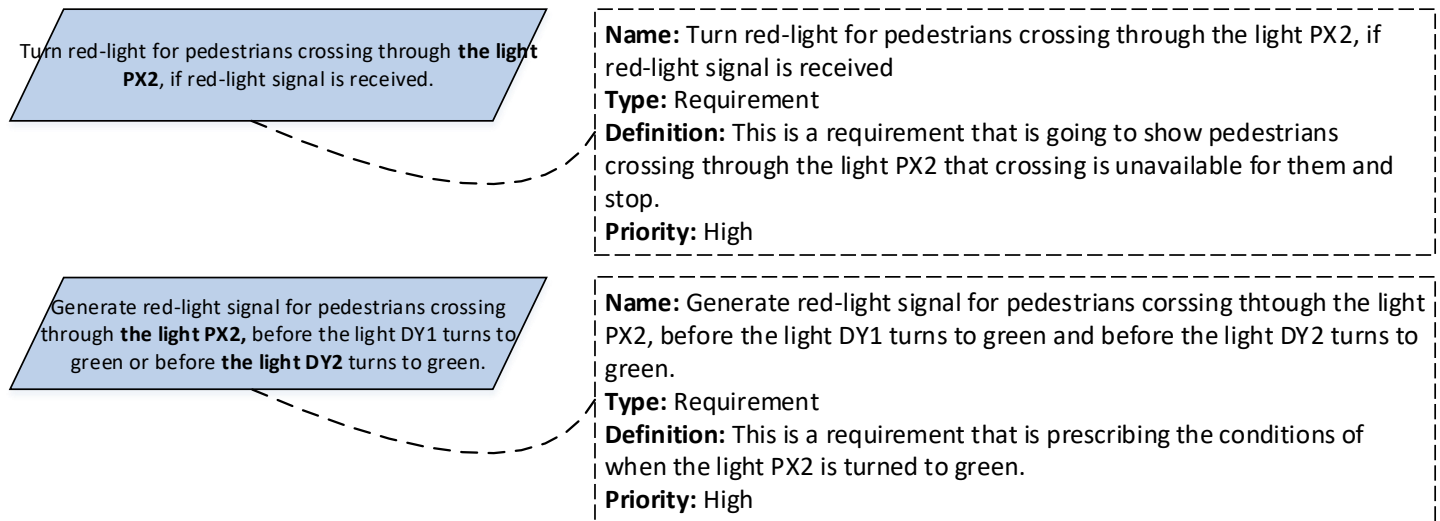 Turn red-light for pedestrians crossing through the light
PX2, if red-light signal is received.
Name: Turn red-light for pedestrians crossing through the light PX2, if
red-light signal is received
Type: Requirement
Definition: This is a requirement that is going to show pedestrians
crossing through the light PX2 that crossing is unavailable for them and
stop.
Priority: High
Generate red-light signal for pedestrians crossing
through the light PX2, before the light DY1 turns to
green or before the light DY2 turns to green.
Name: Generate red-light signal for pedestrians corssing thtough the light
PX2, before the light DY1 turns to green and before the light DY2 turns to
green.
Type: Requirement
Definition: This is a requirement that is prescribing the conditions of
when the light PX2 is turned to green.
Priority: High